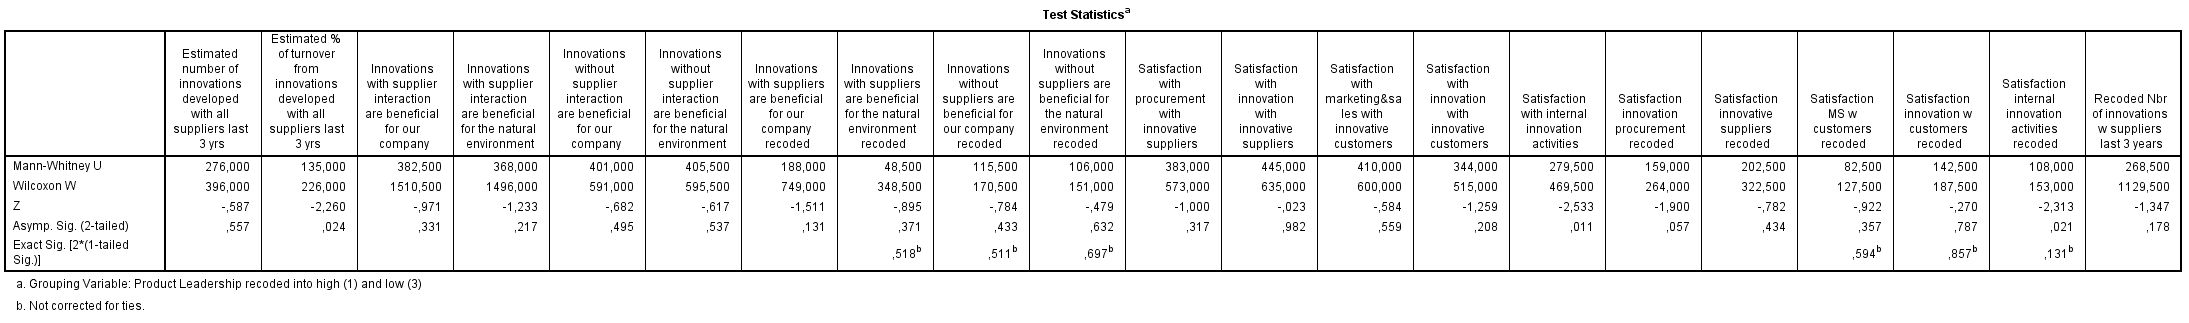 Test Statisticsa
Estimated number of innovations developed with all suppliers last 3 yrs
Estimated % of turnover from innovations developed with all suppliers last 3 yrs
Innovations with supplier interaction are beneficial for our company
Innovations with supplier interaction are beneficial for the natural environment
Innovations without supplier interaction are beneficial for our company
Innovations without supplier interaction are beneficial for the natural environment
Innovations with suppliers are beneficial for our company recoded
Innovations with suppliers are beneficial for the natural environment recoded
Innovations without suppliers are beneficial for our company recoded
Innovations without suppliers are beneficial for the natural environment recoded
Satisfaction with procurement with innovative suppliers
Satisfaction with innovation with innovative suppliers
Satisfaction with marketing&sa les with innovative customers
Satisfaction with innovation with innovative customers
Satisfaction with internal innovation activities
Satisfaction innovation procurement recoded
Satisfaction innovative suppliers recoded
Satisfaction MS w customers recoded
Satisfaction innovation w customers recoded
Satisfaction internal innovation activities recoded
Recoded Nbr of innovations w suppliers last 3 years
Mann-Whitney U 276,000 135,000 382,500 368,000 401,000 405,500 188,000 48,500 115,500 106,000 383,000 445,000 410,000 344,000 279,500 159,000 202,500 82,500 142,500 108,000 268,500
Wilcoxon W 396,000 226,000 1510,500 1496,000 591,000 595,500 749,000 348,500 170,500 151,000 573,000 635,000 600,000 515,000 469,500 264,000 322,500 127,500 187,500 153,000 1129,500
Z -,587 -2,260 -,971 -1,233 -,682 -,617 -1,511 -,895 -,784 -,479 -1,000 -,023 -,584 -1,259 -2,533 -1,900 -,782 -,922 -,270 -2,313 -1,347
Asymp. Sig. (2-tailed) ,557 ,024 ,331 ,217 ,495 ,537 ,131 ,371 ,433 ,632 ,317 ,982 ,559 ,208 ,011 ,057 ,434 ,357 ,787 ,021 ,178
Exact Sig. [2*(1-tailed Sig.)] ,518b ,511b ,697b ,594b ,857b ,131b
a. Grouping Variable: Product Leadership recoded into high (1) and low (3)
b. Not corrected for ties.